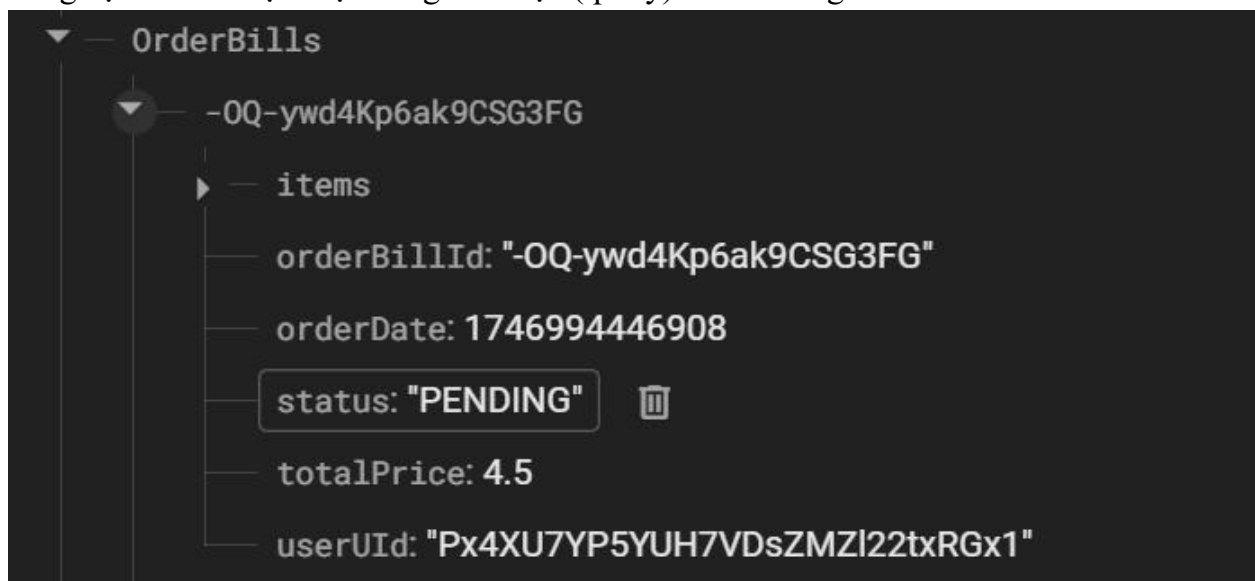 OrderBills
-OQ-ywd4Kp6ak9CSG3FG
items
orderBillId: "-OQ-ywd4Kp6ak9CSG3FG"
orderDate: 1746994446908
status: "PENDING"
totalPrice: 4.5
userUId: "Px4XU7YP5YUH7VDsZMZl22txRGx1"